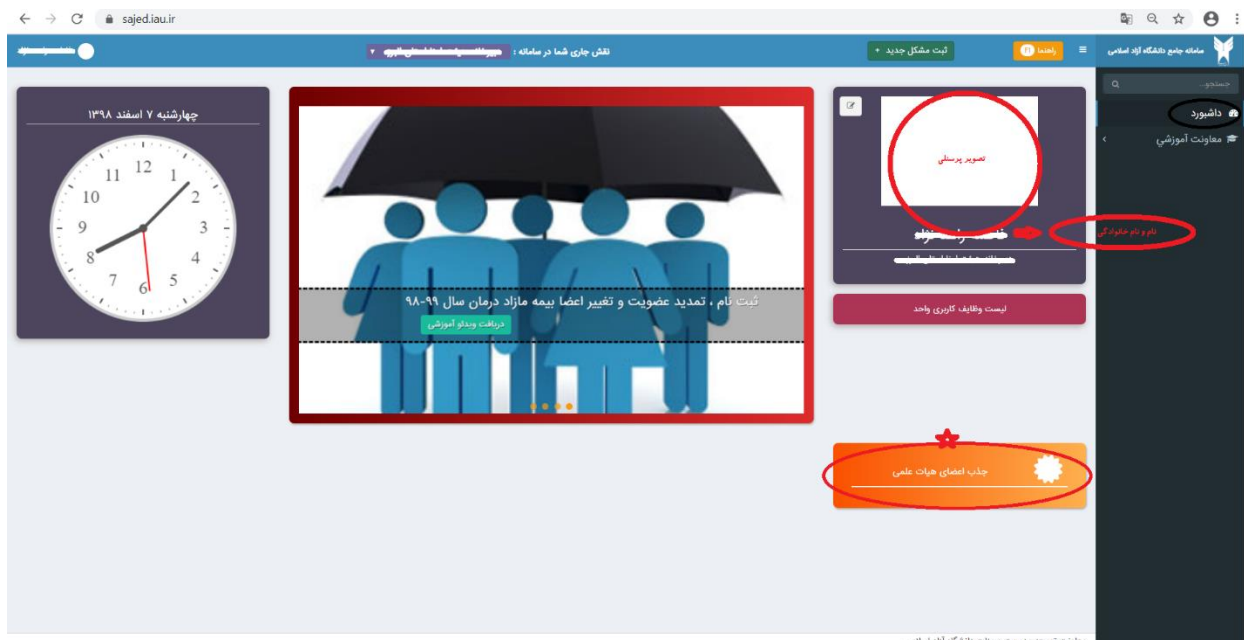 sajed.iau.ir
سامانه جامع دانشگاه آزاد اسلامی
راهنما ۲۱
ثبت مشکل جدید +
نقش جاری شما در سامانه :
جستجو...
داشبورد
معاونت آموزشي
تصویر پرسنلی
نام و نام خانوادگی
لیست وظایف کاربری واحد
جذب اعضای هیات علمی
ثبت نام ، تمدید عضویت و تغییر اعضا بیمه مازاد درمان سال ۹۹-۹۸
دریافت ویدئو آموزشی
چهارشنبه ۷ اسفند ۱۳۹۸
12
1
2
3
4
5
6
7
8
9
10
11